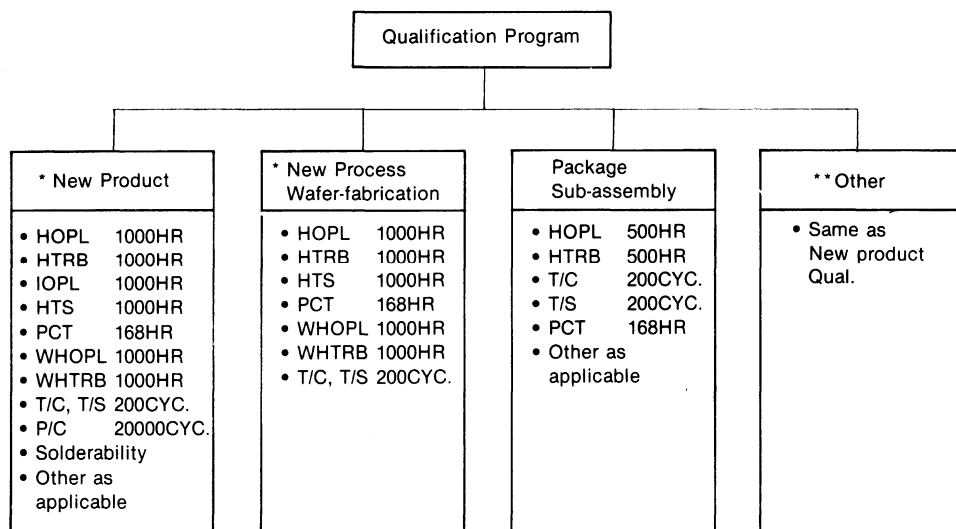 Qualification Program
* New Product
• HOPL 1000HR
• HTRB 1000HR
• IOPL 1000HR
• HTS 1000HR
• PCT 168HR
• WHOPL 1000HR
• WHTRB 1000HR
• T/C, T/S 200CYC.
• P/C 20000CYC.
• Solderability
• Other as
applicable
* New Process
Wafer-fabrication
• HOPL 1000HR
• HTRB 1000HR
• HTS 1000HR
• PCT 168HR
• WHOPL 1000HR
• WHTRB 1000HR
• T/C, T/S 200CYC.
Package
Sub-assembly
• HOPL 500HR
• HTRB 500HR
• T/C 200CYC.
• T/S 200CYC.
• PCT 168HR
• Other as
applicable
**Other
• Same as
New product
Qual.